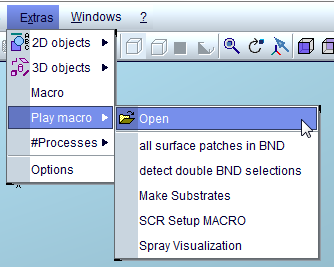 Extras Windows ?
2D objects
3D objects
Macro
Play macro
Open
#Processes
all surface patches in BND
Options
detect double BND selections
Make Substrates
SCR Setup MACRO
Spray Visualization